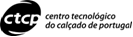 ctcp
centro tecnológico
do calçado de portugal